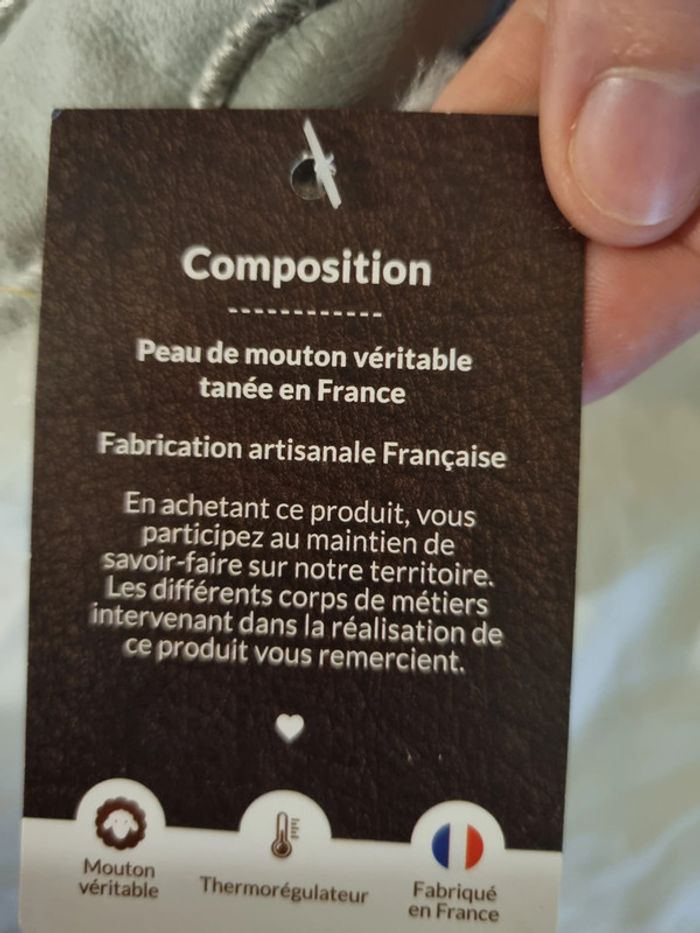 Composition
------------
Peau de mouton véritable
tanée en France
Fabrication artisanale Française
En achetant ce produit, vous
participez au maintien de
savoir-faire sur notre territoire.
Les différents corps de métiers
intervenant dans la réalisation de
ce produit vous remercient.
Mouton
véritable
Thermorégulateur
Fabriqué
en France